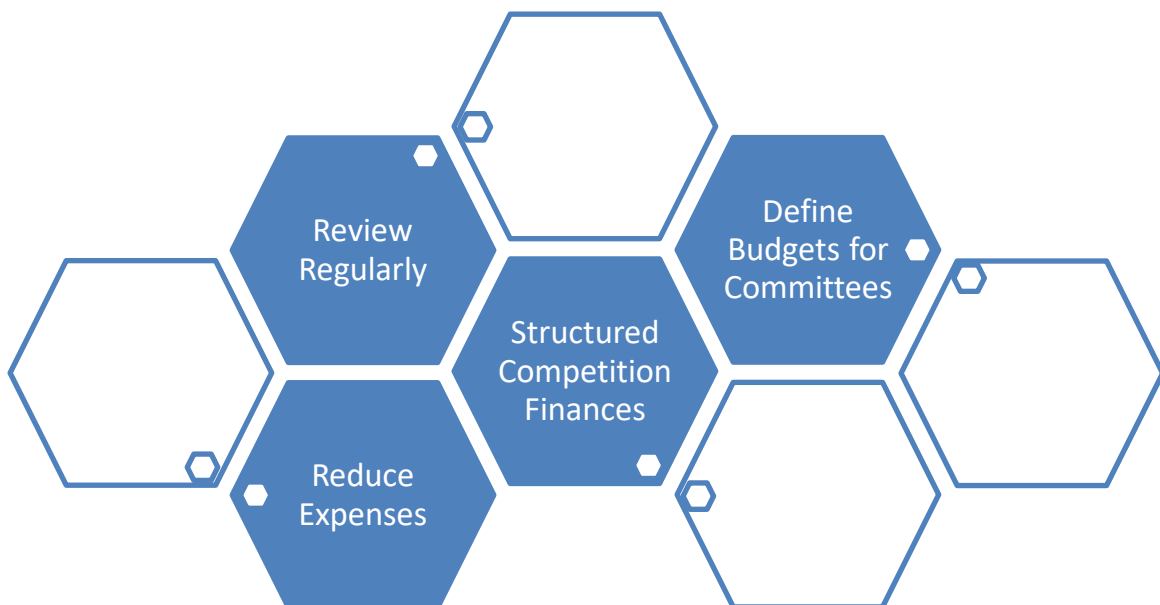 Review
Regularly
Define
Budgets for
Committees
Structured
Competition
Finances
Reduce
Expenses